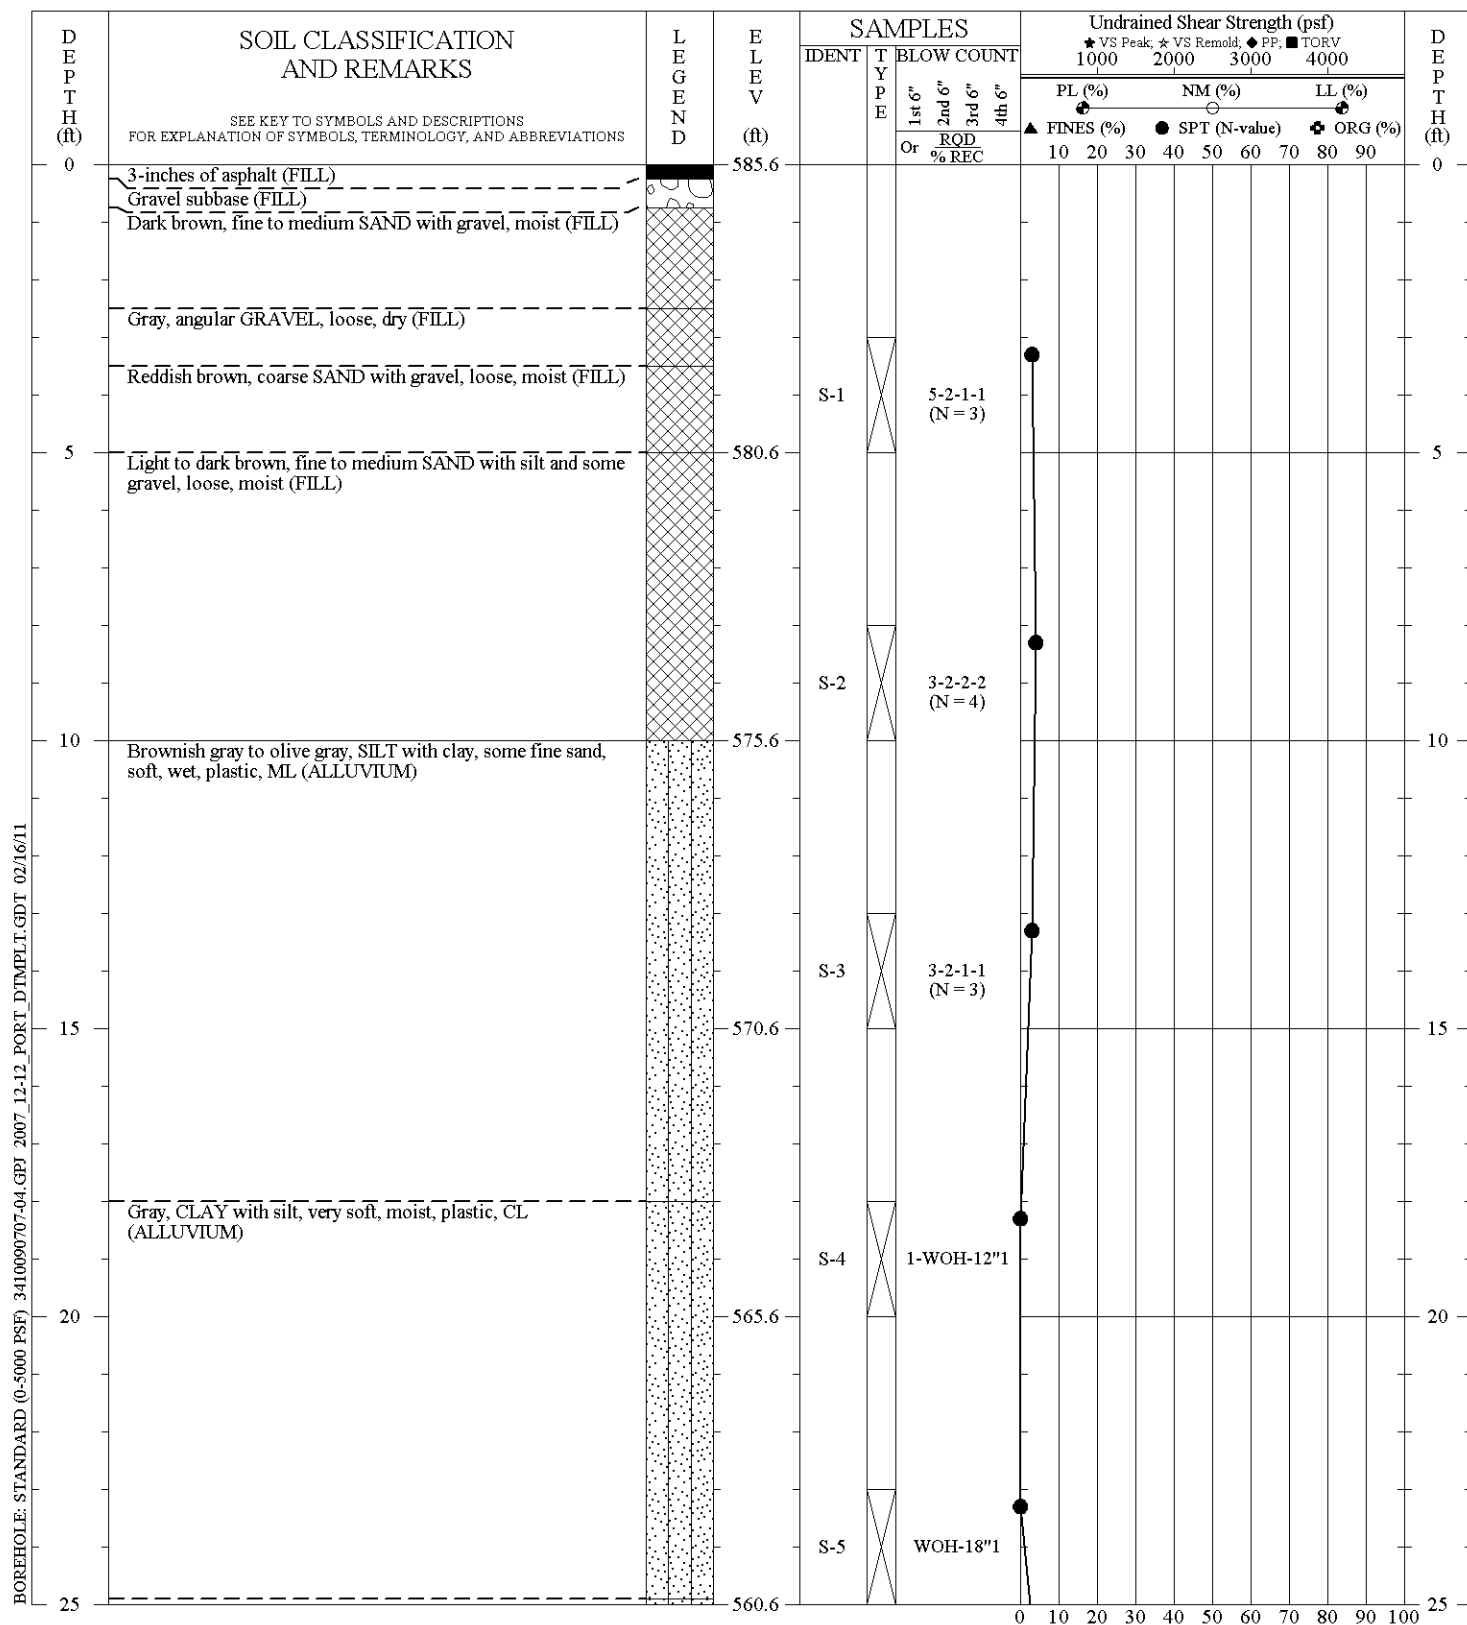 DEPTH (ft)
SOIL CLASSIFICATION
AND REMARKS
SEE KEY TO SYMBOLS AND DESCRIPTIONS
FOR EXPLANATION OF SYMBOLS, TERMINOLOGY, AND ABBREVIATIONS
LEGEND
ELEV (ft)
SAMPLES
IDENT
TYPE
BLOW COUNT
1st 6"
2nd 6"
3rd 6"
4th 6"
Or RQD
% REC
Undrained Shear Strength (psf)
VS Peak; VS Remold; PP; TORV
1000 2000 3000 4000
PL (%) NM (%) LL (%)
FINES (%) SPT (N-value) ORG (%)
10 20 30 40 50 60 70 80 90
DEPTH (ft)
0 585.6 0
3-inches of asphalt (FILL)
Gravel subbase (FILL)
Dark brown, fine to medium SAND with gravel, moist (FILL)
Gray, angular GRAVEL, loose, dry (FILL)
Reddish brown, coarse SAND with gravel, loose, moist (FILL)
S-1 5-2-1-1
(N = 3)
5 580.6 5
Light to dark brown, fine to medium SAND with silt and some
gravel, loose, moist (FILL)
S-2 3-2-2-2
(N = 4)
10 575.6 10
Brownish gray to olive gray, SILT with clay, some fine sand,
soft, wet, plastic, ML (ALLUVIUM)
S-3 3-2-1-1
(N = 3)
15 570.6 15
Gray, CLAY with silt, very soft, moist, plastic, CL
(ALLUVIUM)
S-4 1-WOH-12"1
20 565.6 20
S-5 WOH-18"1
25 560.6 25
0 10 20 30 40 50 60 70 80 90 100
BOREHOLE: STANDARD (0-5000 PSF) 3410090707-04.GPJ 2007_12-12_PORT_DTMPLT.GDT 02/16/11